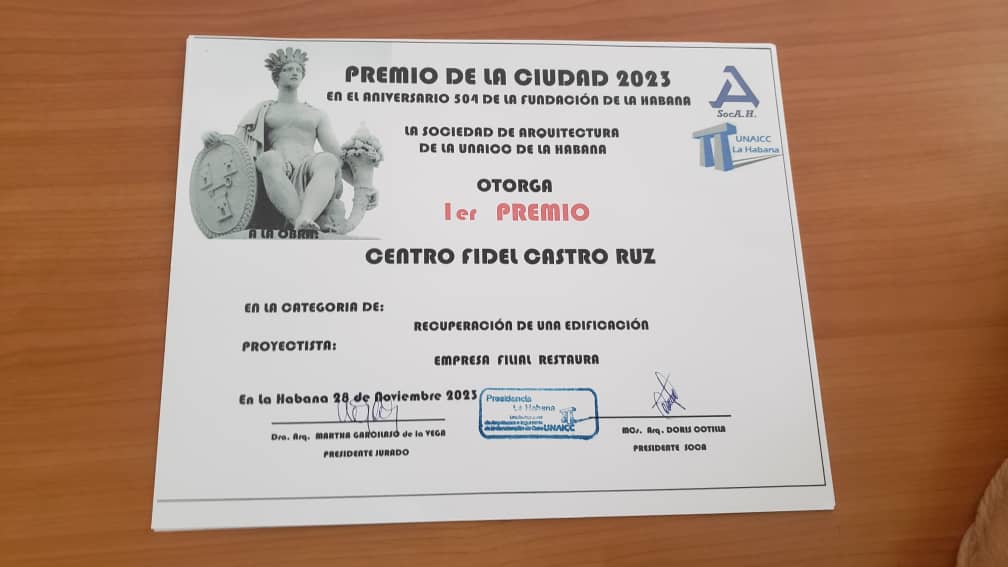 PREMIO DE LA CIUDAD 2023
EN EL ANIVERSARIO 504 DE LA FUNDACIÓN DE LA HABANA
SocA.H.
LA SOCIEDAD DE ARQUITECTURA
DE LA UNAICC DE LA HABANA
UNAICC
La Habana
OTORGA
1er PREMIO
A LA OBRA:
CENTRO FIDEL CASTRO RUZ
EN LA CATEGORIA DE:
RECUPERACIÓN DE UNA EDIFICACIÓN
PROYECTISTA:
EMPRESA FILIAL RESTAURA
En La Habana 28 de Noviembre 2023
Presidencia
La Habana
UNAICC
Dra. Arq. MARTHA GARCILASO de la VEGA
PRESIDENTE JURADO
MCs. Arq. DORIS COTILLA
PRESIDENTE SOCA